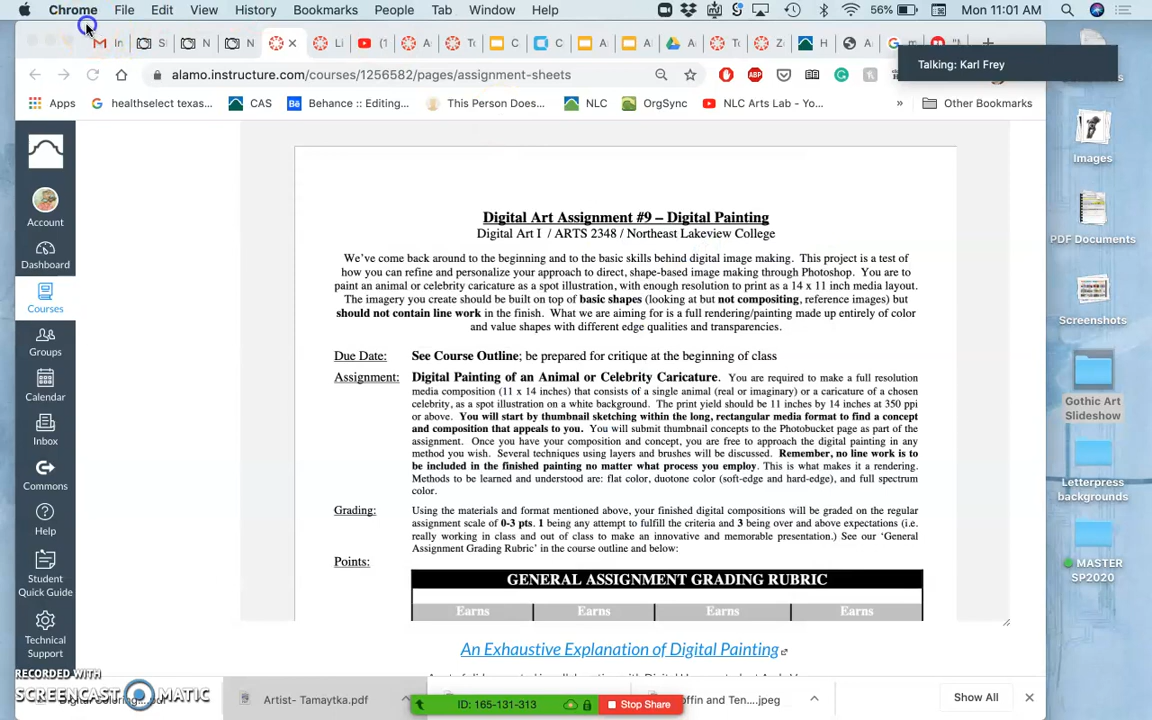 Chrome File Edit View History Bookmarks People Tab Window Help 56% Mon 11:01 AM
alamo.instructure.com/courses/1256582/pages/assignment-sheets
Talking: Karl Frey
Apps healthselect texas... CAS Behance :: Editing... This Person Does... NLC OrgSync NLC Arts Lab - Yo... » Other Bookmarks
Account
Dashboard
Courses
Groups
Calendar
Inbox
Commons
Help
Student
Quick Guide
Technical
Support
Digital Art Assignment #9 – Digital Painting
Digital Art I / ARTS 2348 / Northeast Lakeview College
We've come back around to the beginning and to the basic skills behind digital image making. This project is a test of
how you can refine and personalize your approach to direct, shape-based image making through Photoshop. You are to
paint an animal or celebrity caricature as a spot illustration, with enough resolution to print as a 14 x 11 inch media layout.
The imagery you create should be built on top of basic shapes (looking at but not compositing, reference images) but
should not contain line work in the finish. What we are aiming for is a full rendering/painting made up entirely of color
and value shapes with different edge qualities and transparencies.
Due Date: See Course Outline; be prepared for critique at the beginning of class
Assignment: Digital Painting of an Animal or Celebrity Caricature. You are required to make a full resolution
media composition (11 x 14 inches) that consists of a single animal (real or imaginary) or a caricature of a chosen
celebrity, as a spot illustration on a white background. The print yield should be 11 inches by 14 inches at 350 ppi
or above. You will start by thumbnail sketching within the long, rectangular media format to find a concept
and composition that appeals to you. You will submit thumbnail concepts to the Photobucket page as part of the
assignment. Once you have your composition and concept, you are free to approach the digital painting in any
method you wish. Several techniques using layers and brushes will be discussed. Remember, no line work is to
be included in the finished painting no matter what process you employ. This is what makes it a rendering.
Methods to be learned and understood are: flat color, duotone color (soft-edge and hard-edge), and full spectrum
color.
Grading: Using the materials and format mentioned above, your finished digital compositions will be graded on the regular
assignment scale of 0-3 pts. 1 being any attempt to fulfill the criteria and 3 being over and above expectations (i.e.
really working in class and out of class to make an innovative and memorable presentation.) See our 'General
Assignment Grading Rubric' in the course outline and below:
Points:
GENERAL ASSIGNMENT GRADING RUBRIC
Earns Earns Earns Earns
An Exhaustive Explanation of Digital Painting
Images
PDF Documents
Screenshots
Gothic Art
Slideshow
Letterpress
backgrounds
MASTER
SP2020
RECORDED WITH
SCREENCAST MATIC
Artist- Tamaytka.pdf
ID: 165-131-313 Stop Share
Show All